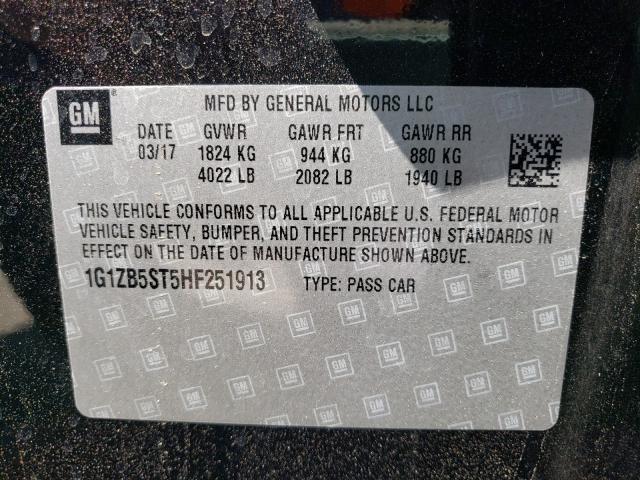 GM ®
MFD BY GENERAL MOTORS LLC
DATE GVWR GAWR FRT GAWR RR
03/17 1824 KG 944 KG 880 KG
4022 LB 2082 LB 1940 LB
THIS VEHICLE CONFORMS TO ALL APPLICABLE U.S. FEDERAL MOTOR
VEHICLE SAFETY, BUMPER, AND THEFT PREVENTION STANDARDS IN
EFFECT ON THE DATE OF MANUFACTURE SHOWN ABOVE.
1G1ZB5ST5HF251913 TYPE: PASS CAR